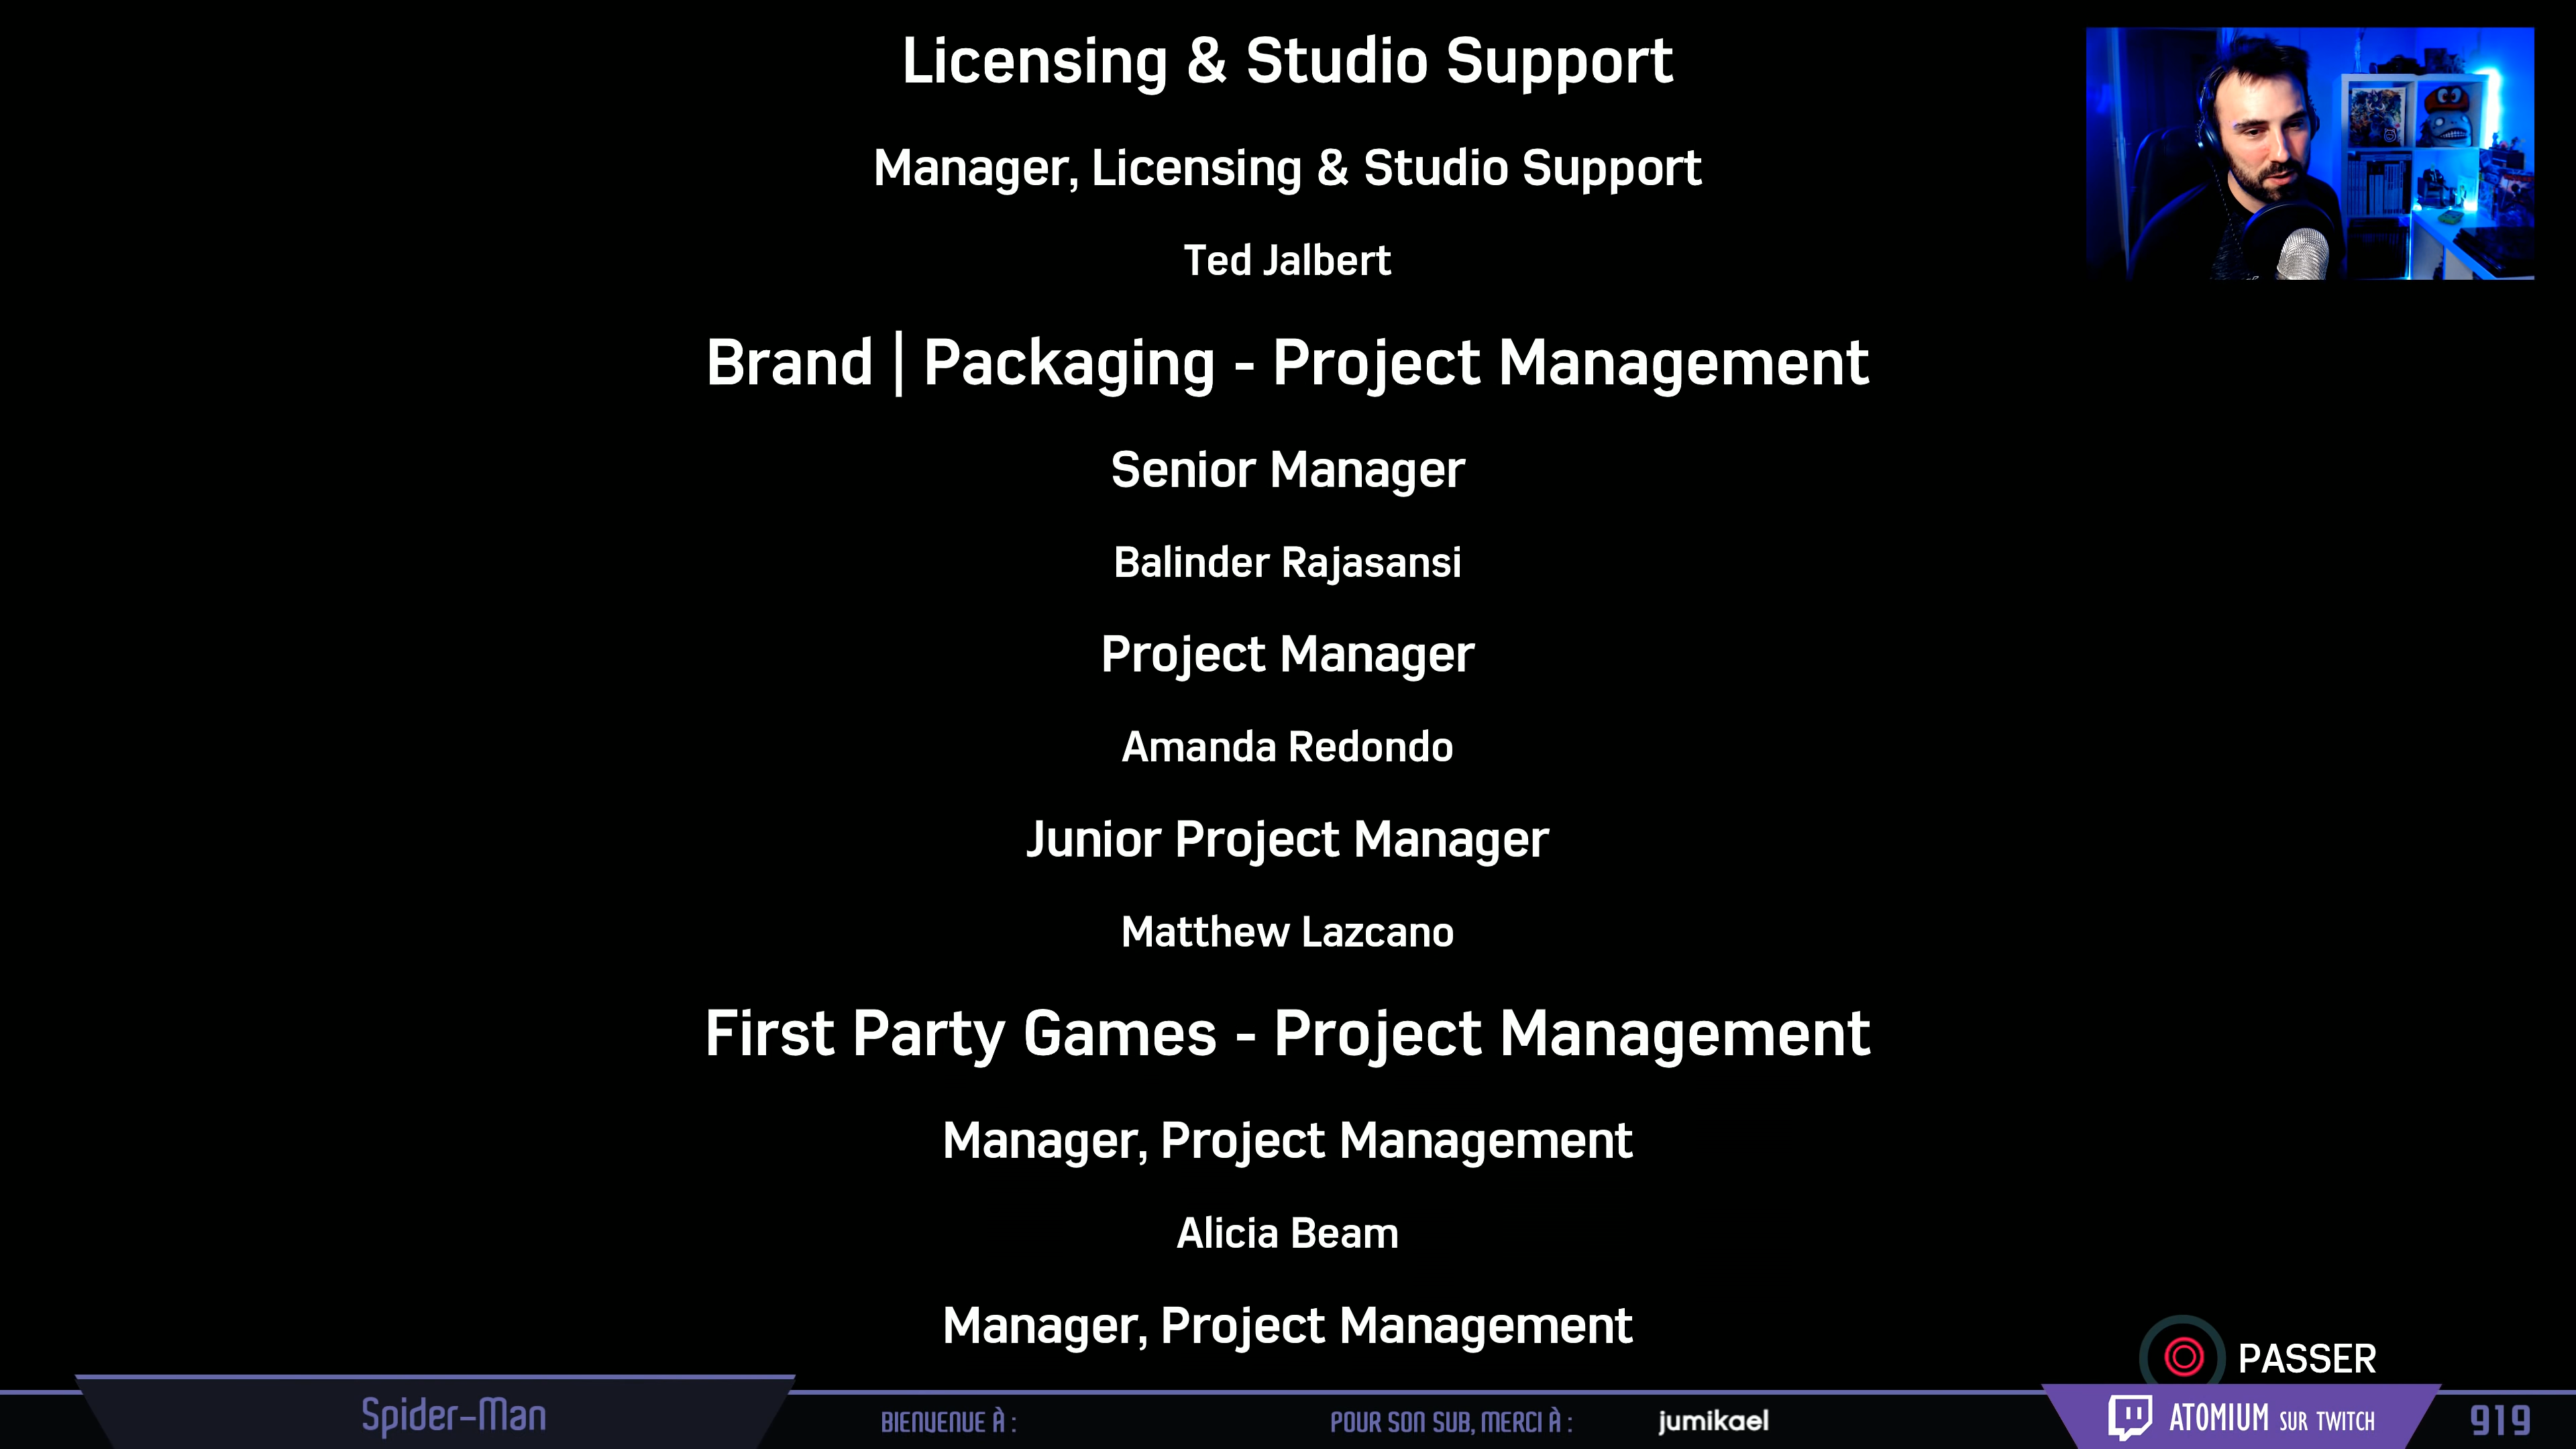 Licensing & Studio Support
Manager, Licensing & Studio Support
Ted Jalbert
Brand | Packaging - Project Management
Senior Manager
Balinder Rajasansi
Project Manager
Amanda Redondo
Junior Project Manager
Matthew Lazcano
First Party Games - Project Management
Manager, Project Management
Alicia Beam
Manager, Project Management
PASSER
Spider-Man
BIENVENUE À :
POUR SON SUB, MERCI À :
jumikael
ATOMIUM SUR TWITCH
919